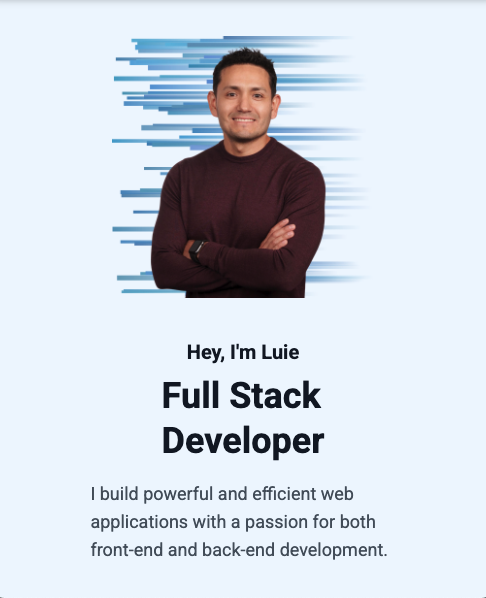 Hey, I'm Luie
Full Stack
Developer
I build powerful and efficient web
applications with a passion for both
front-end and back-end development.